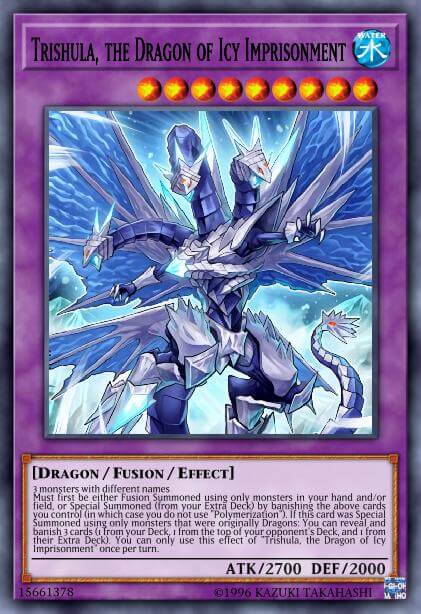 Trishula, the Dragon of Icy Imprisonment
WATER
水
[Dragon / Fusion / Effect]
3 monsters with different names
Must first be either Fusion Summoned using only monsters in your hand and/or
field, or Special Summoned (from your Extra Deck) by banishing the above cards
you control (in which case you do not use "Polymerization"). If this card was Special
Summoned using only monsters that were originally Dragons: You can reveal and
banish 3 cards (1 from your Deck, 1 from the top of your opponent's Deck, and 1 from
their Extra Deck). You can only use this effect of "Trishula, the Dragon of Icy
Imprisonment" once per turn.
ATK/2700 DEF/2000
15661378
©1996 KAZUKI TAKAHASHI